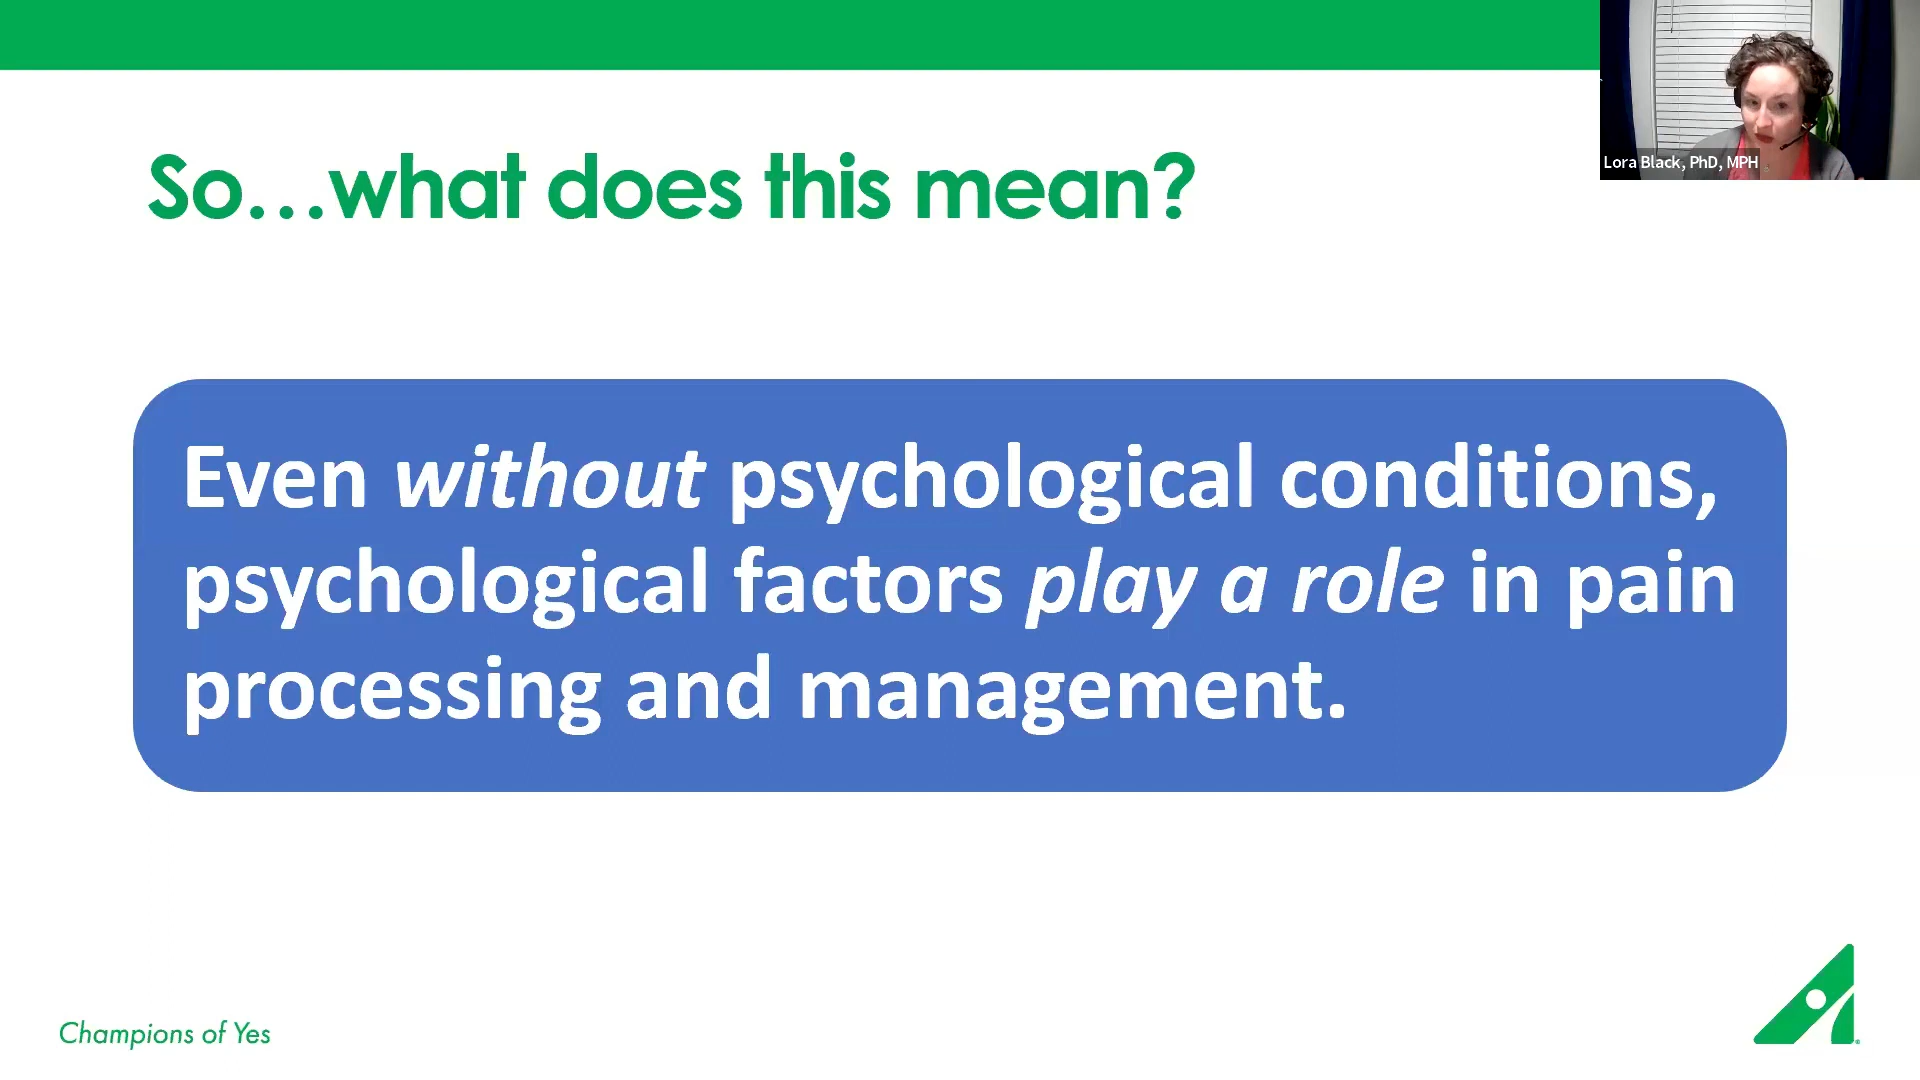 Lora Black, PhD, MPH
So...what does this mean?
Even without psychological conditions,
psychological factors play a role in pain
processing and management.
Champions of Yes